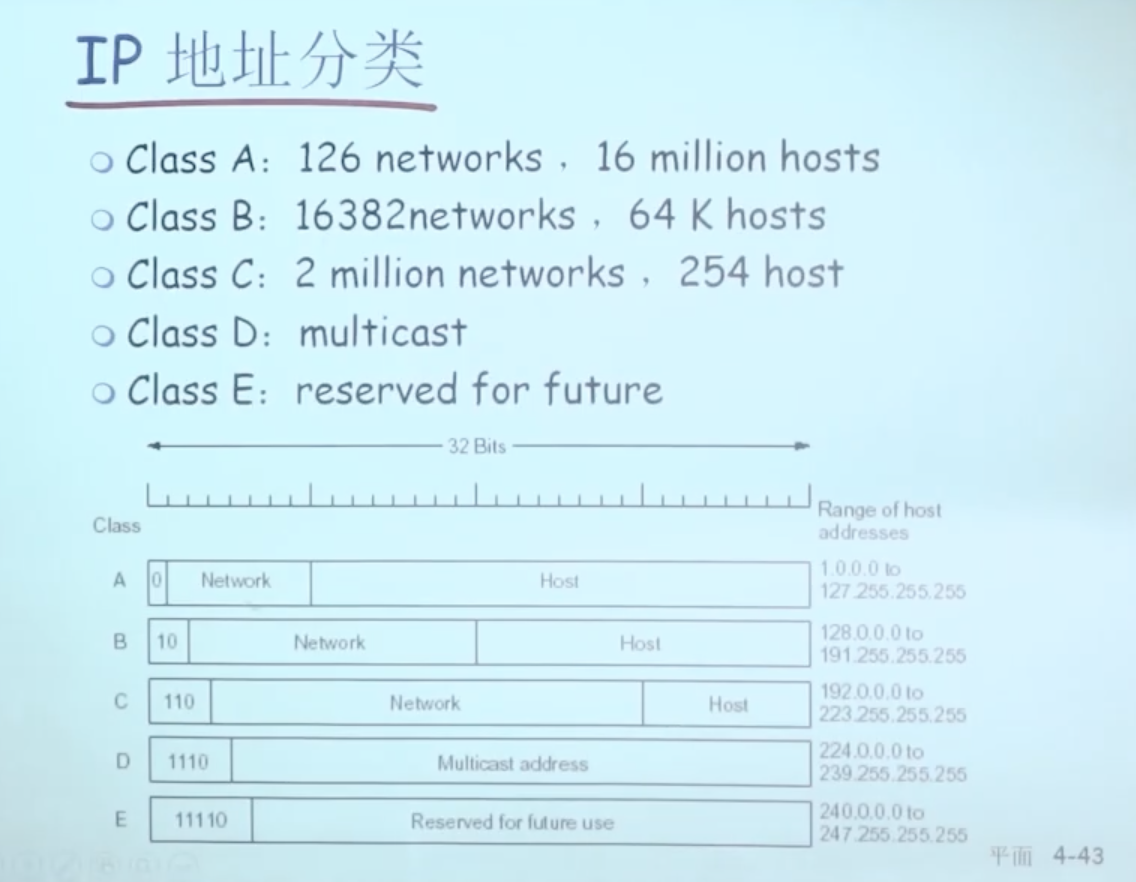 IP 地址分类
Class A： 126 networks ， 16 million hosts
Class B： 16382networks ， 64 K hosts
Class C： 2 million networks ， 254 host
Class D： multicast
Class E： reserved for future
32 Bits
Class
Range of host
addresses
A 0 Network Host 1.0.0.0 to
127.255.255.255
B 10 Network Host 128.0.0.0 to
191.255.255.255
C 110 Network Host 192.0.0.0 to
223.255.255.255
D 1110 Multicast address 224.0.0.0 to
239.255.255.255
E 11110 Reserved for future use 240.0.0.0 to
247.255.255.255
平面 4-43